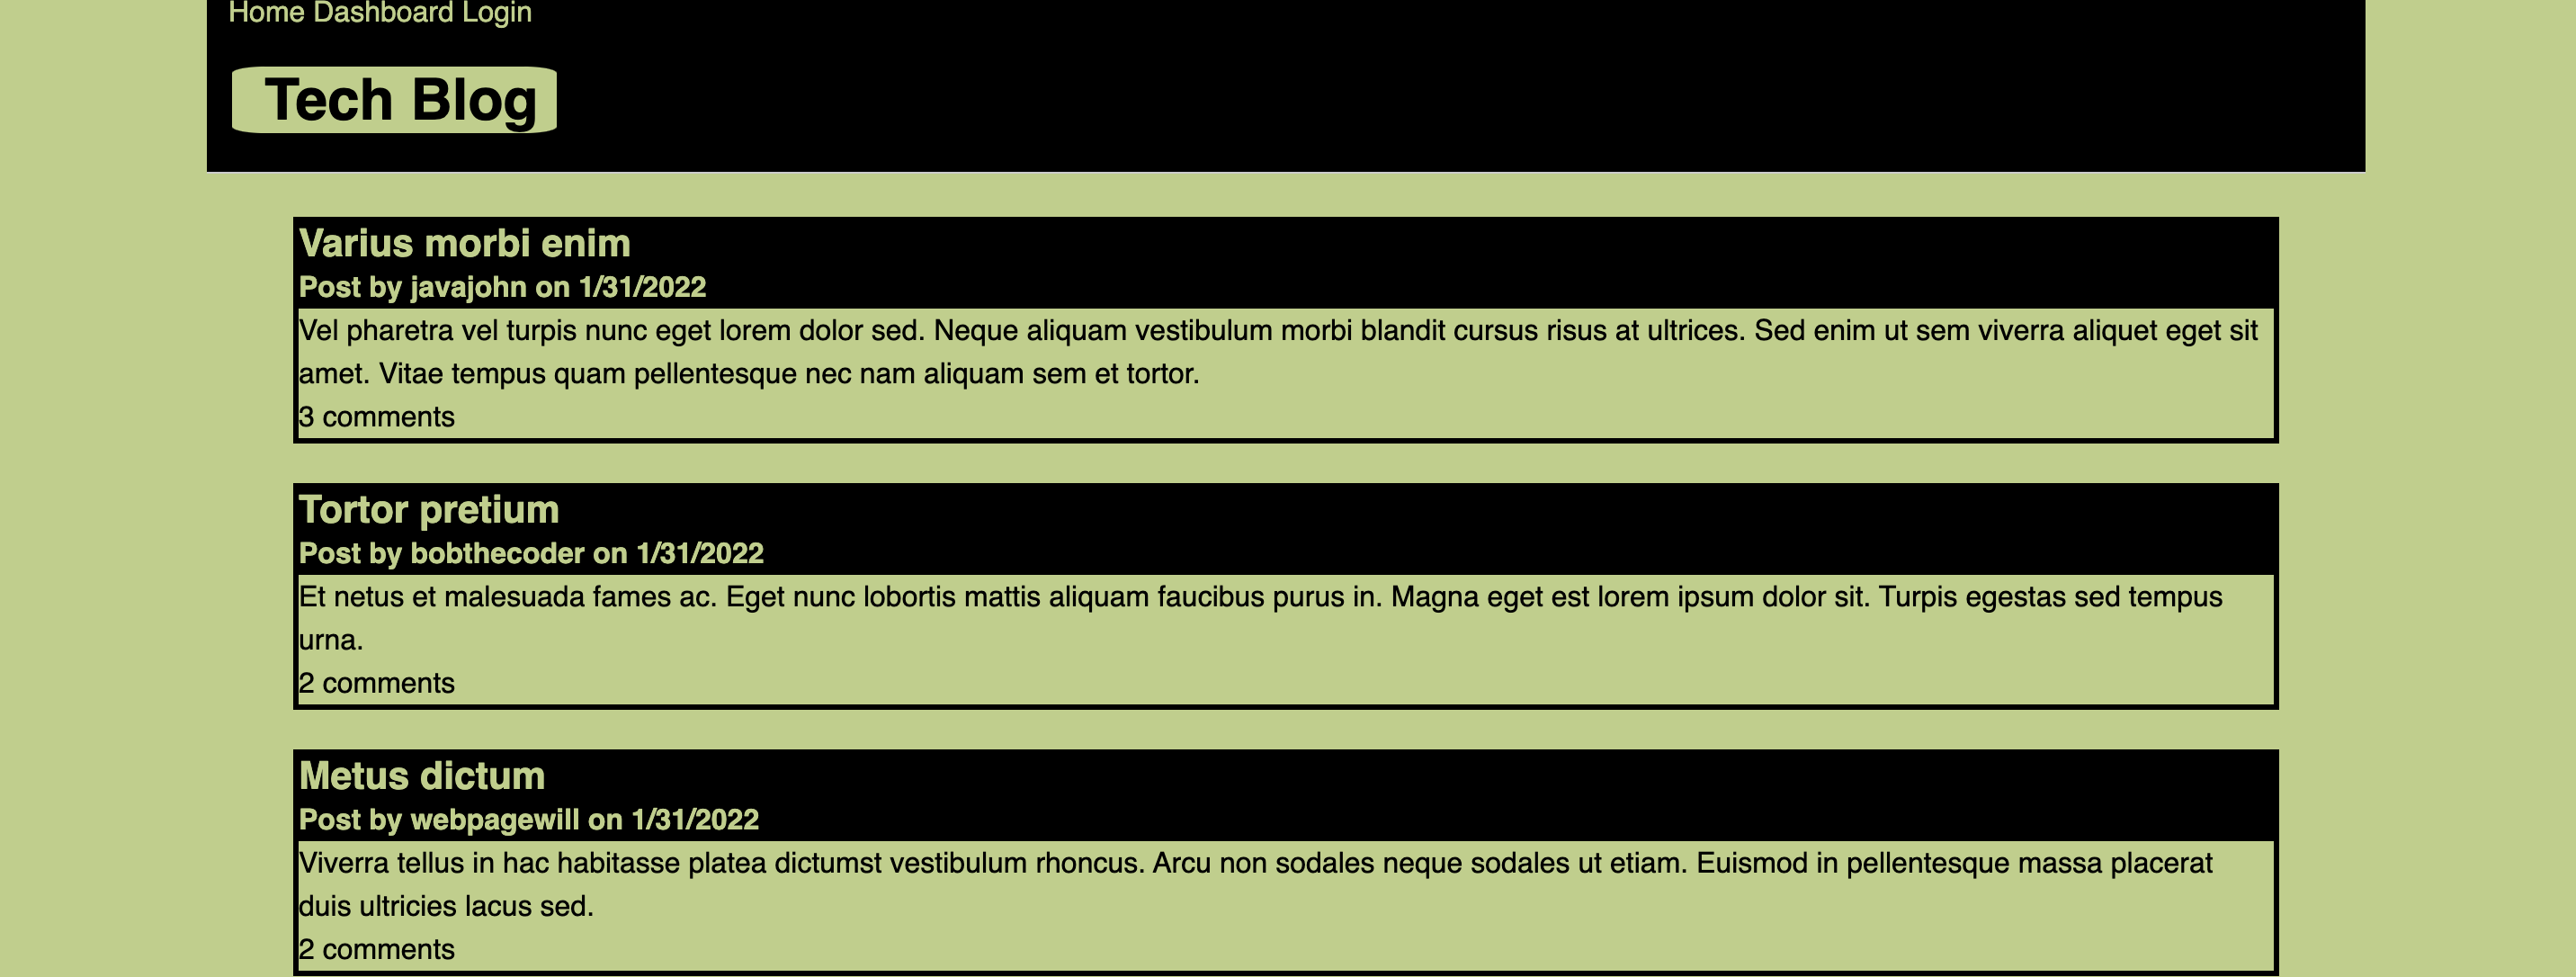 Home Dashboard Login
Tech Blog
Varius morbi enim
Post by javajohn on 1/31/2022
Vel pharetra vel turpis nunc eget lorem dolor sed. Neque aliquam vestibulum morbi blandit cursus risus at ultrices. Sed enim ut sem viverra aliquet eget sit
amet. Vitae tempus quam pellentesque nec nam aliquam sem et tortor.
3 comments
Tortor pretium
Post by bobthecoder on 1/31/2022
Et netus et malesuada fames ac. Eget nunc lobortis mattis aliquam faucibus purus in. Magna eget est lorem ipsum dolor sit. Turpis egestas sed tempus
urna.
2 comments
Metus dictum
Post by webpagewill on 1/31/2022
Viverra tellus in hac habitasse platea dictumst vestibulum rhoncus. Arcu non sodales neque sodales ut etiam. Euismod in pellentesque massa placerat
duis ultricies lacus sed.
2 comments